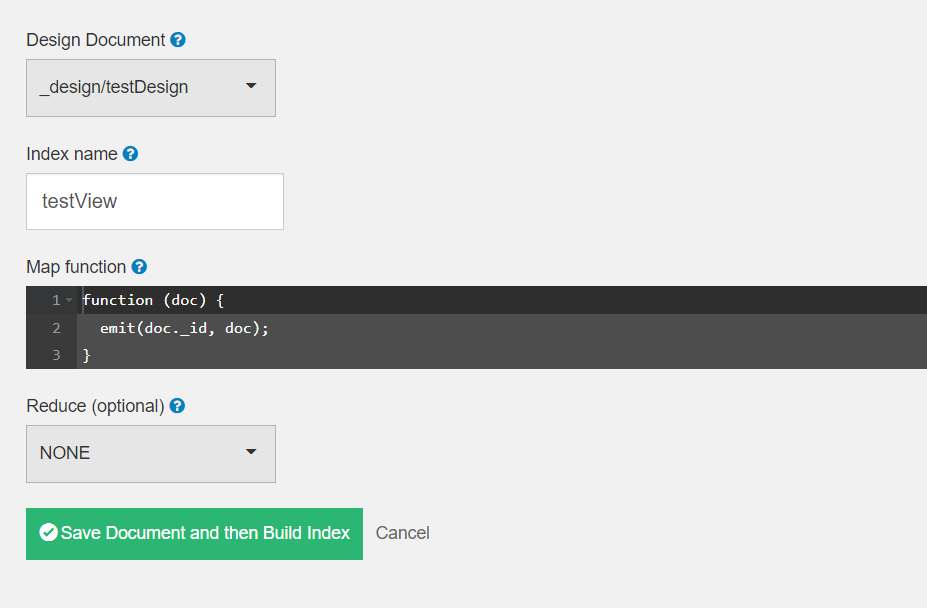 Design Document ?
_design/testDesign
Index name ?
testView
Map function ?
1 function (doc) {
2   emit(doc._id, doc);
3 }
Reduce (optional) ?
NONE
Save Document and then Build Index Cancel